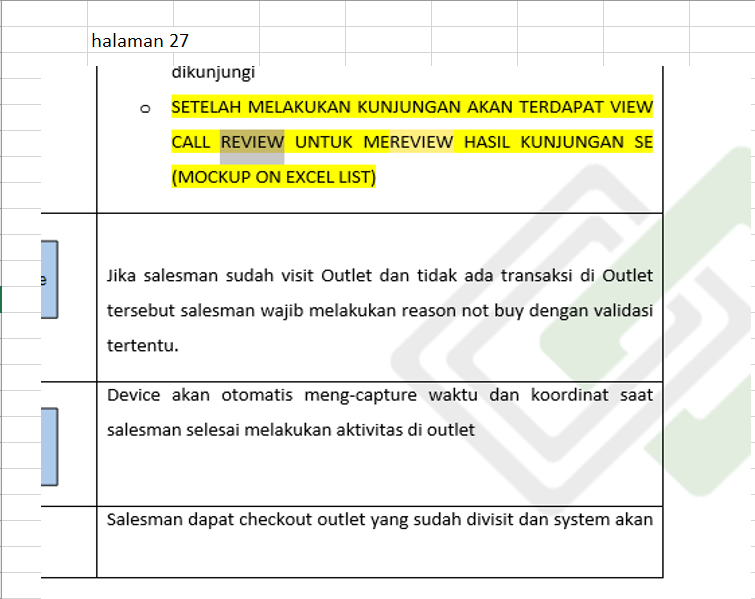 halaman 27
dikunjungi
o SETELAH MELAKUKAN KUNJUNGAN AKAN TERDAPAT VIEW
CALL REVIEW UNTUK MEREVIEW HASIL KUNJUNGAN SE
(MOCKUP ON EXCEL LIST)
e
Jika salesman sudah visit Outlet dan tidak ada transaksi di Outlet
tersebut salesman wajib melakukan reason not buy dengan validasi
tertentu.
Device akan otomatis meng-capture waktu dan koordinat saat
salesman selesai melakukan aktivitas di outlet
Salesman dapat checkout outlet yang sudah divisit dan system akan